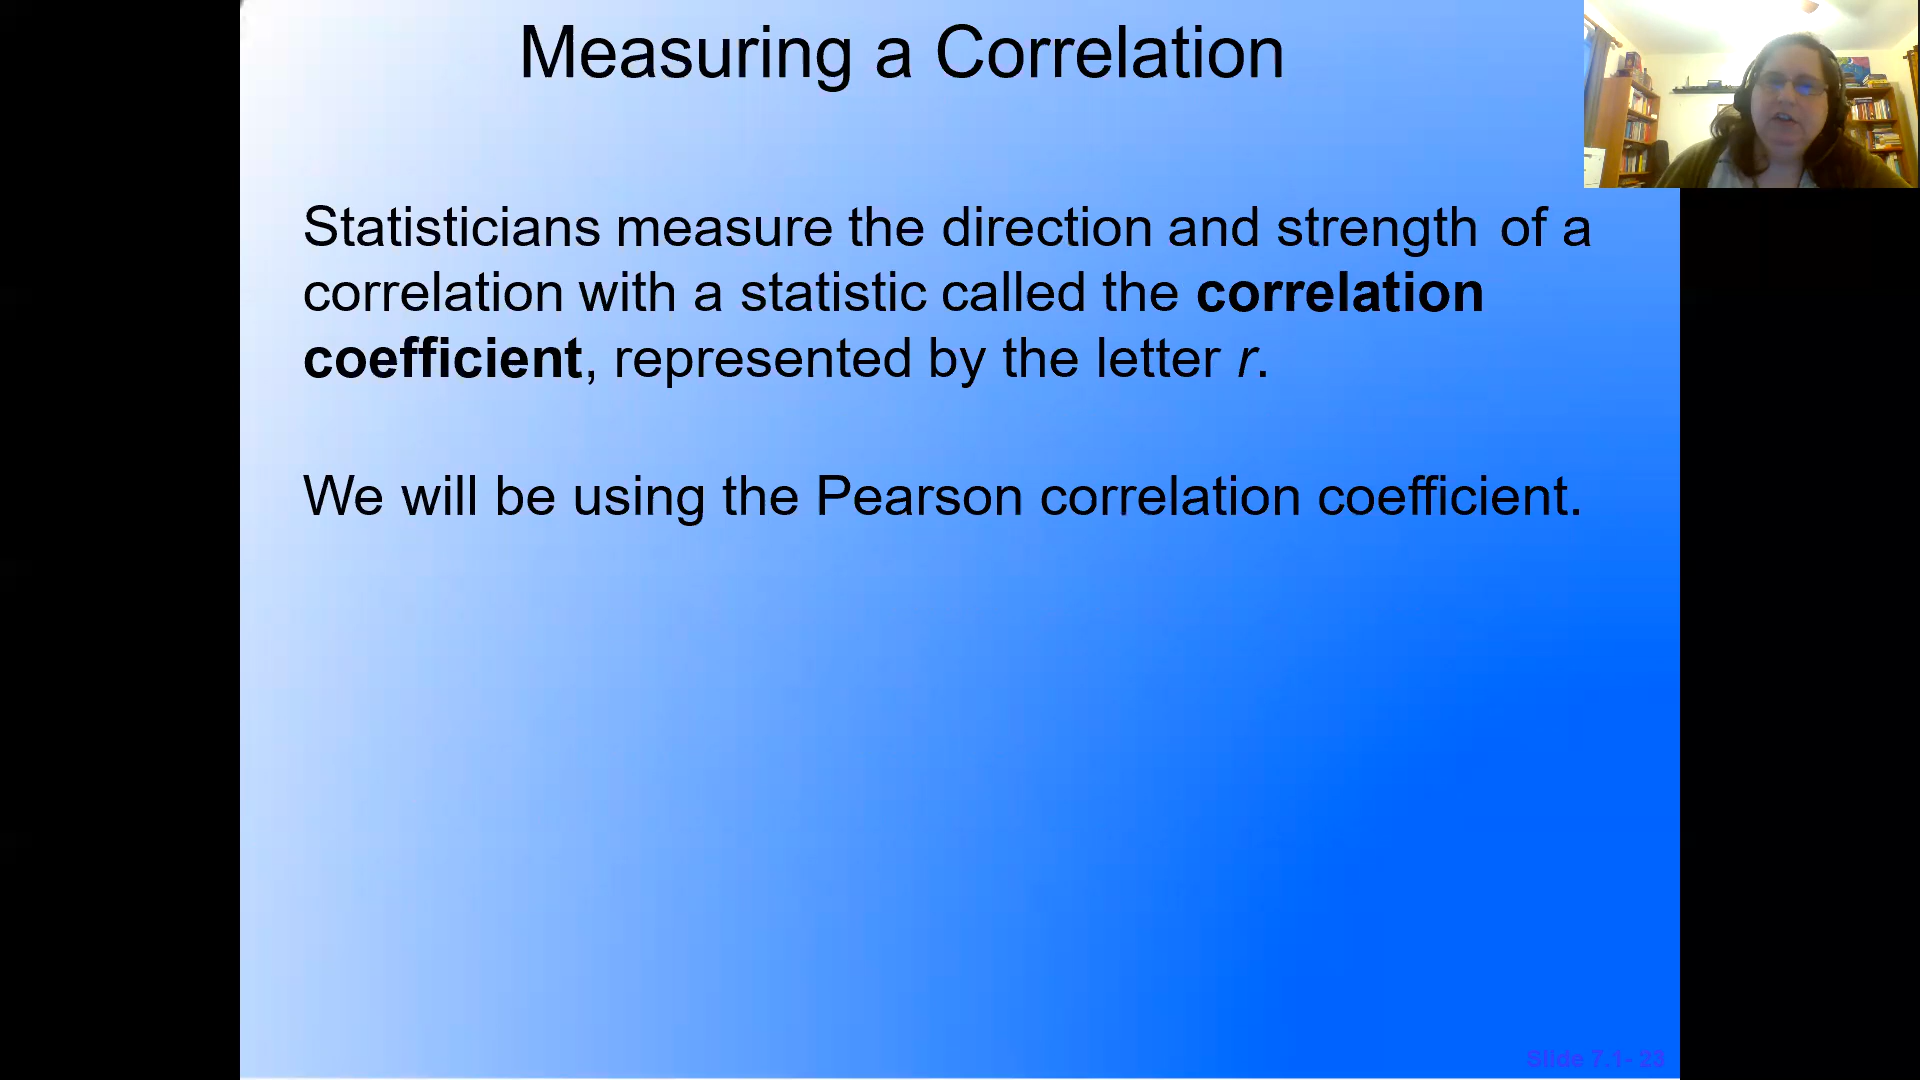 Measuring a Correlation
Statisticians measure the direction and strength of a
correlation with a statistic called the correlation
coefficient, represented by the letter r.
We will be using the Pearson correlation coefficient.
Slide 7.1- 23